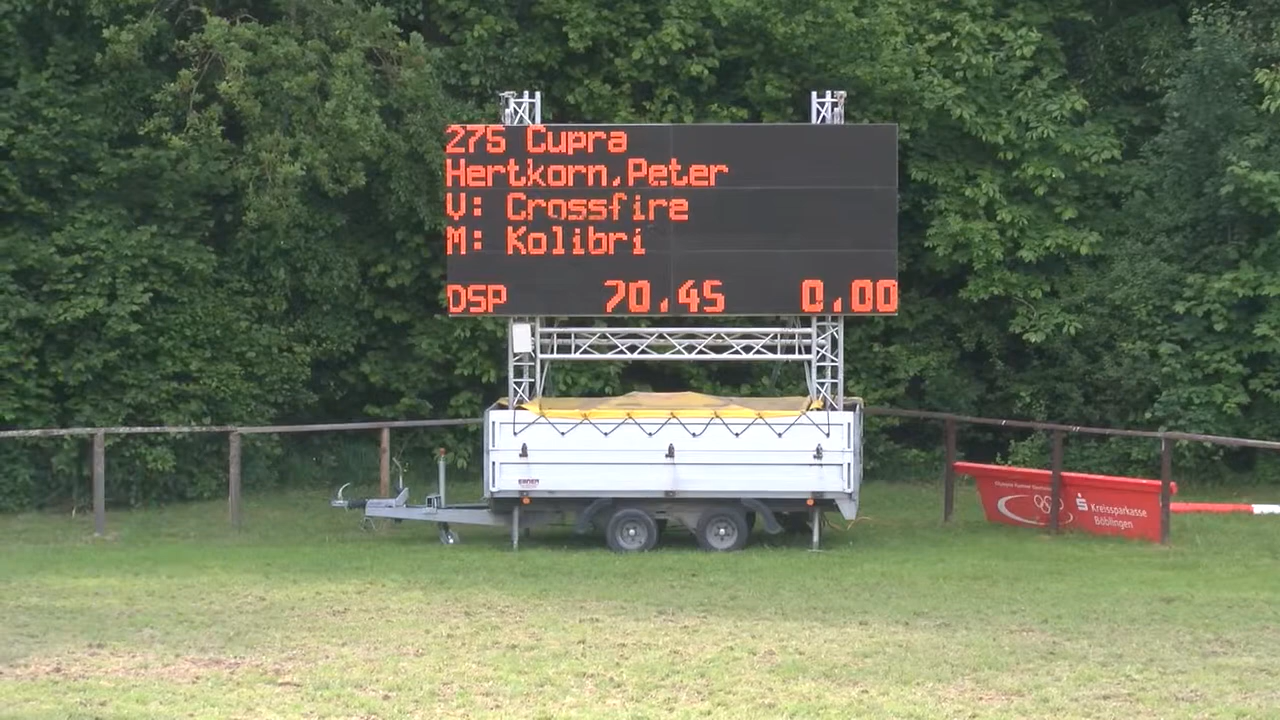 275 Cupra
Hertkorn,Peter
V: Crossfire
M: Kolibri
DSP 70.45 0.00
Kreissparkasse
Böblingen